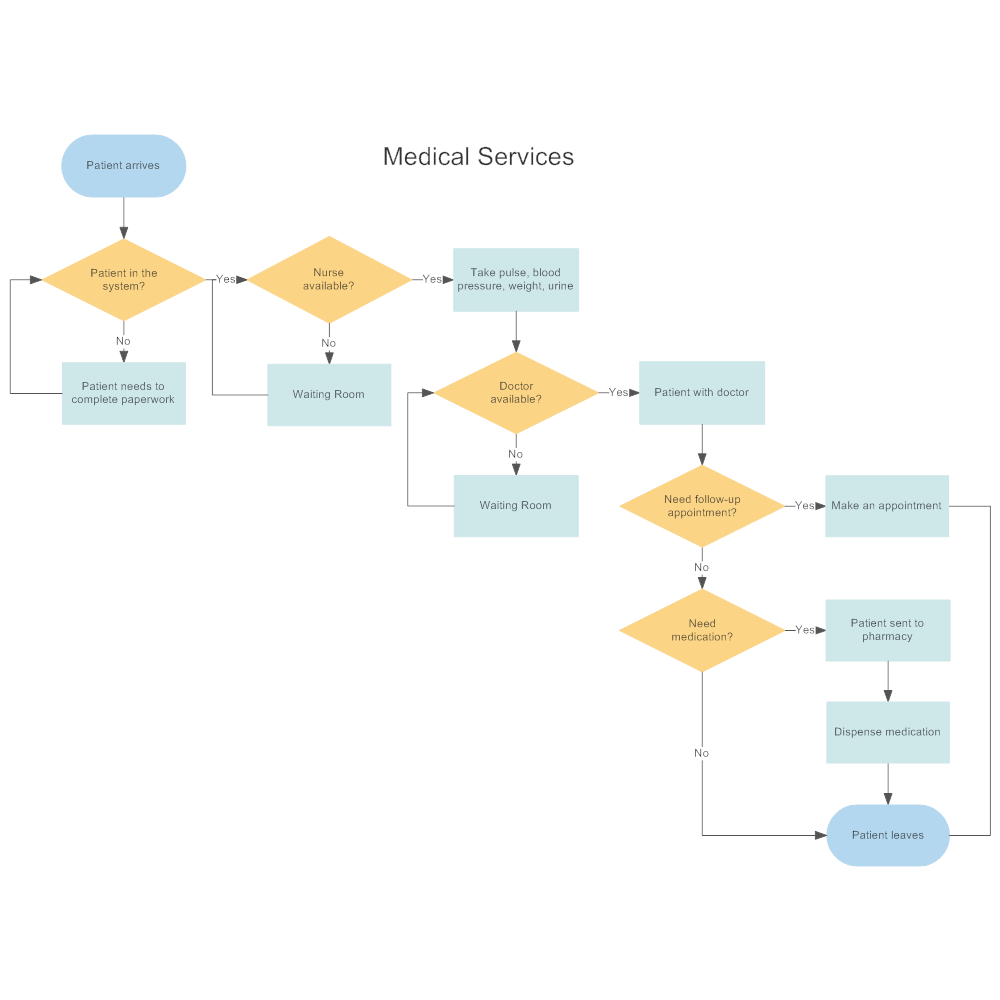 Medical Services
Patient arrives
Patient in the
system?
Yes
Nurse
available?
Yes
Take pulse, blood
pressure, weight, urine
No
No
Patient needs to
complete paperwork
Waiting Room
Doctor
available?
Yes
Patient with doctor
No
Waiting Room
Need follow-up
appointment?
Yes
Make an appointment
No
Need
medication?
Yes
Patient sent to
pharmacy
Dispense medication
No
Patient leaves